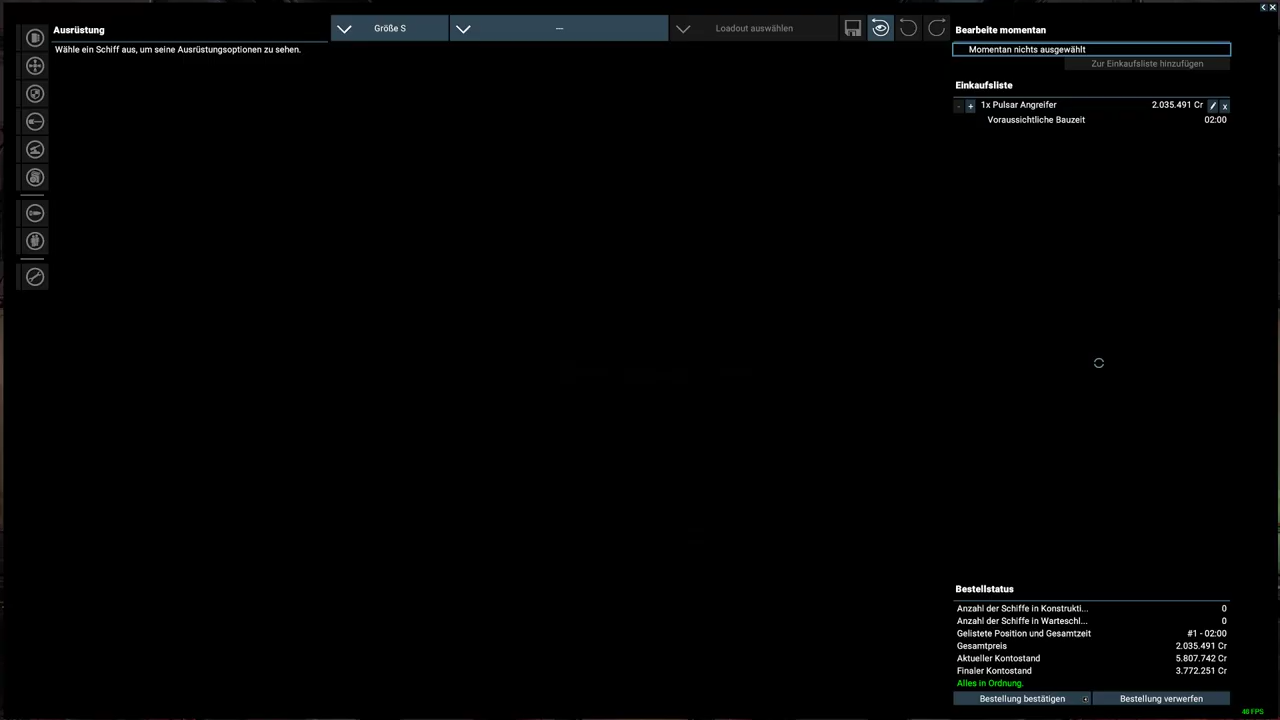 Ausrüstung
Wähle ein Schiff aus, um seine Ausrüstungsoptionen zu sehen.
Größe S
—
Loadout auswählen
Bearbeite momentan
Momentan nichts ausgewählt
Zur Einkaufsliste hinzufügen
Einkaufsliste
- + 1x Pulsar Angreifer 2.035.491 Cr x
Voraussichtliche Bauzeit 02:00
Bestellstatus
Anzahl der Schiffe in Konstrukti... 0
Anzahl der Schiffe in Warteschl... 0
Gelistete Position und Gesamtzeit #1 - 02:00
Gesamtpreis 2.035.491 Cr
Aktueller Kontostand 5.807.742 Cr
Finaler Kontostand 3.772.251 Cr
Alles in Ordnung.
Bestellung bestätigen
Bestellung verwerfen
40 FPS